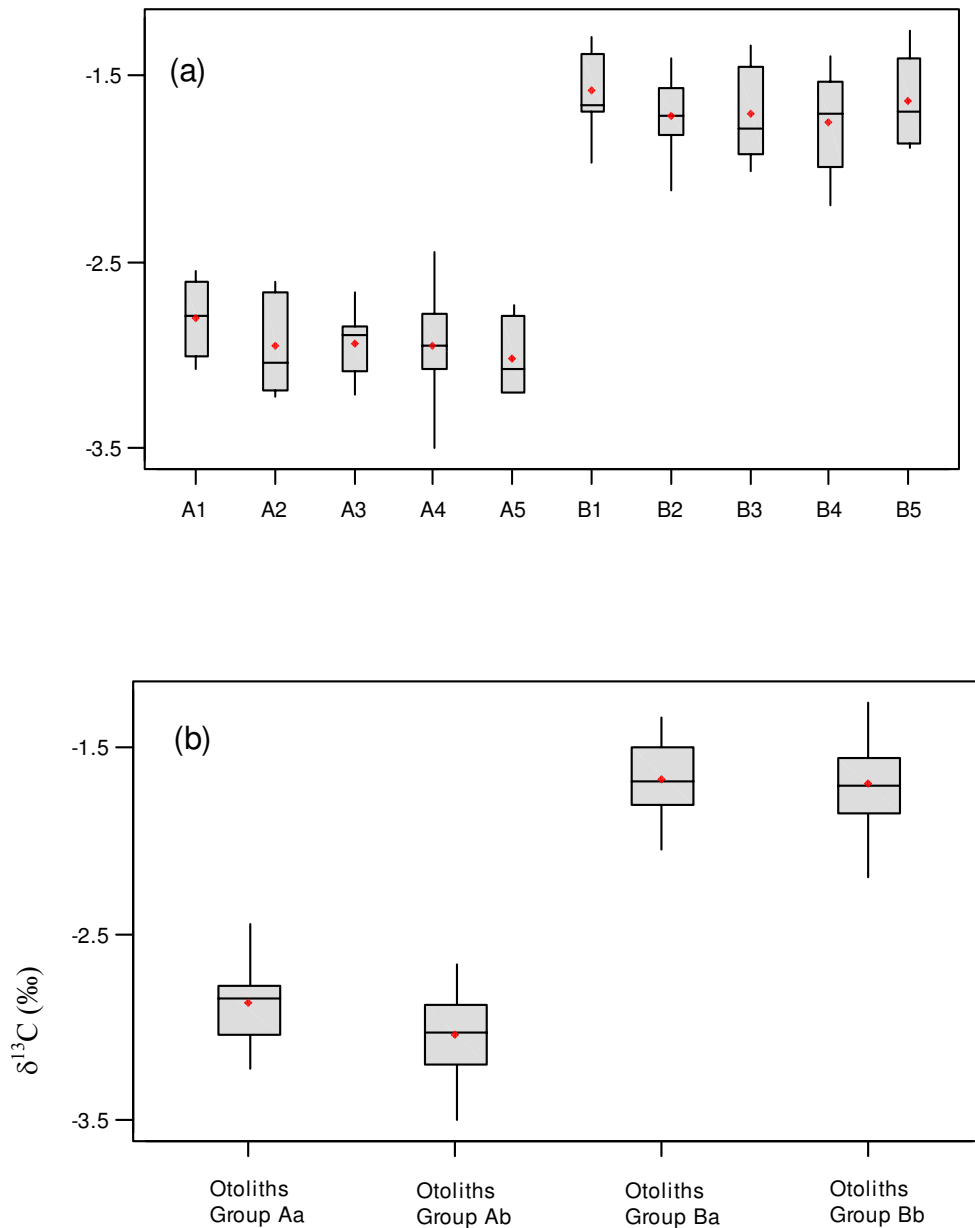 (a)
-1.5
-2.5
-3.5
A1 A2 A3 A4 A5 B1 B2 B3 B4 B5
(b)
-1.5
-2.5
-3.5
δ¹³C (‰)
Otoliths Otoliths Otoliths Otoliths
Group Aa Group Ab Group Ba Group Bb